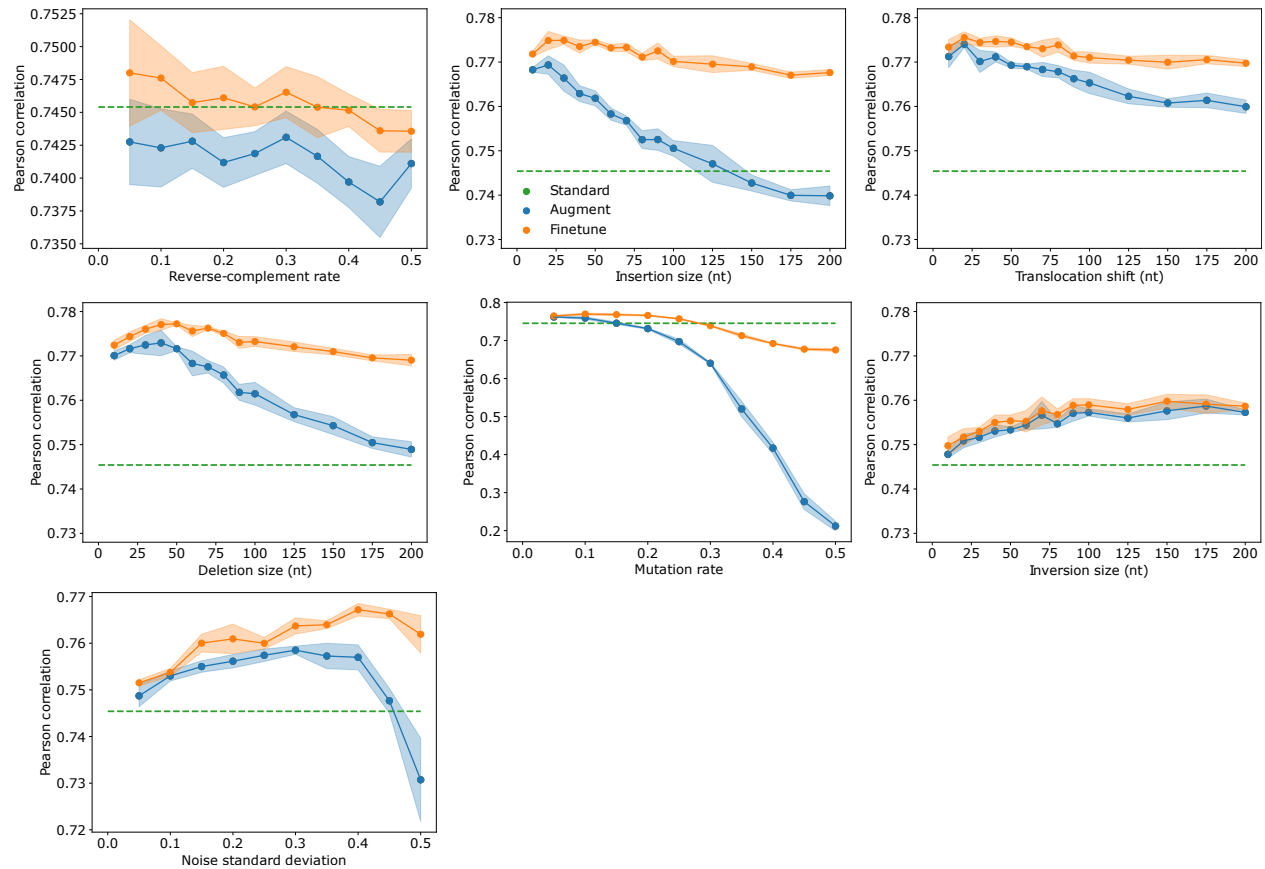 0.7525
0.7500
0.7475
0.7450
0.7425
0.7400
0.7375
0.7350
Pearson correlation
0.0 0.1 0.2 0.3 0.4 0.5
Reverse-complement rate
0.78
0.77
0.76
0.75
0.74
0.73
Pearson correlation
Standard
Augment
Finetune
0 25 50 75 100 125 150 175 200
Insertion size (nt)
0.78
0.77
0.76
0.75
0.74
0.73
Pearson correlation
0 25 50 75 100 125 150 175 200
Translocation shift (nt)
0.78
0.77
0.76
0.75
0.74
0.73
Pearson correlation
0 25 50 75 100 125 150 175 200
Deletion size (nt)
0.8
0.7
0.6
0.5
0.4
0.3
0.2
Pearson correlation
0.0 0.1 0.2 0.3 0.4 0.5
Mutation rate
0.78
0.77
0.76
0.75
0.74
0.73
Pearson correlation
0 25 50 75 100 125 150 175 200
Inversion size (nt)
0.77
0.76
0.75
0.74
0.73
0.72
Pearson correlation
0.0 0.1 0.2 0.3 0.4 0.5
Noise standard deviation